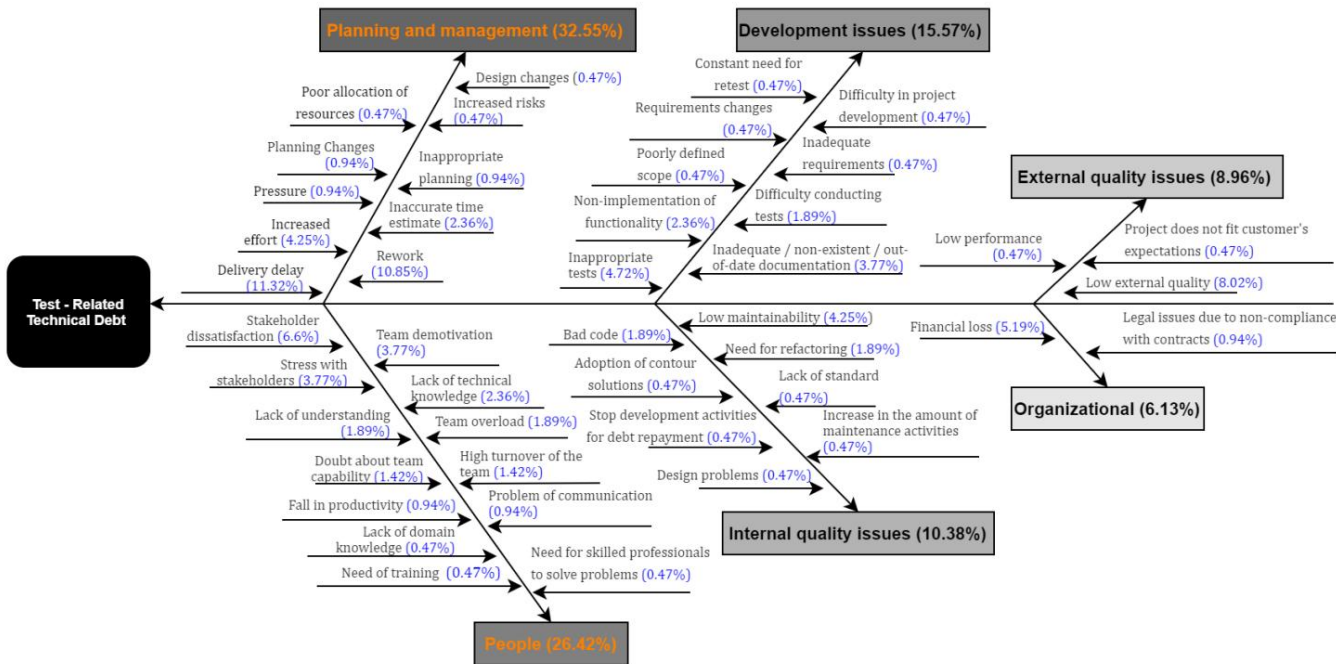 Planning and management (32.55%)
Development issues (15.57%)
Design changes (0.47%)
Poor allocation of
resources (0.47%)
Increased risks
(0.47%)
Planning Changes
(0.94%)
Inappropriate
planning (0.94%)
Pressure (0.94%)
Inaccurate time
estimate (2.36%)
Increased
effort (4.25%)
Rework
(10.85%)
Delivery delay
(11.32%)
Constant need for
retest (0.47%)
Difficulty in project
development (0.47%)
Requirements changes
(0.47%)
Inadequate
requirements (0.47%)
Poorly defined
scope (0.47%)
Difficulty conducting
tests (1.89%)
Non-implementation of
functionality (2.36%)
Inadequate / non-existent / out-
of-date documentation (3.77%)
Inappropriate
tests (4.72%)
External quality issues (8.96%)
Low performance
(0.47%)
Project does not fit customer's
expectations (0.47%)
Low external quality (8.02%)
Test - Related
Technical Debt
Stakeholder
dissatisfaction (6.6%)
Team demotivation
(3.77%)
Stress with
stakeholders (3.77%)
Lack of technical
knowledge (2.36%)
Lack of understanding
(1.89%)
Team overload (1.89%)
Doubt about team
capability (1.42%)
High turnover of the
team (1.42%)
Fall in productivity (0.94%)
Problem of communication
(0.94%)
Lack of domain
knowledge (0.47%)
Need of training (0.47%)
Need for skilled professionals
to solve problems (0.47%)
People (26.42%)
Low maintainability (4.25%)
Bad code (1.89%)
Need for refactoring (1.89%)
Adoption of contour
solutions (0.47%)
Lack of standard
(0.47%)
Stop development activities
for debt repayment (0.47%)
Increase in the amount of
maintenance activities
(0.47%)
Design problems (0.47%)
Internal quality issues (10.38%)
Financial loss (5.19%)
Legal issues due to non-compliance
with contracts (0.94%)
Organizational (6.13%)